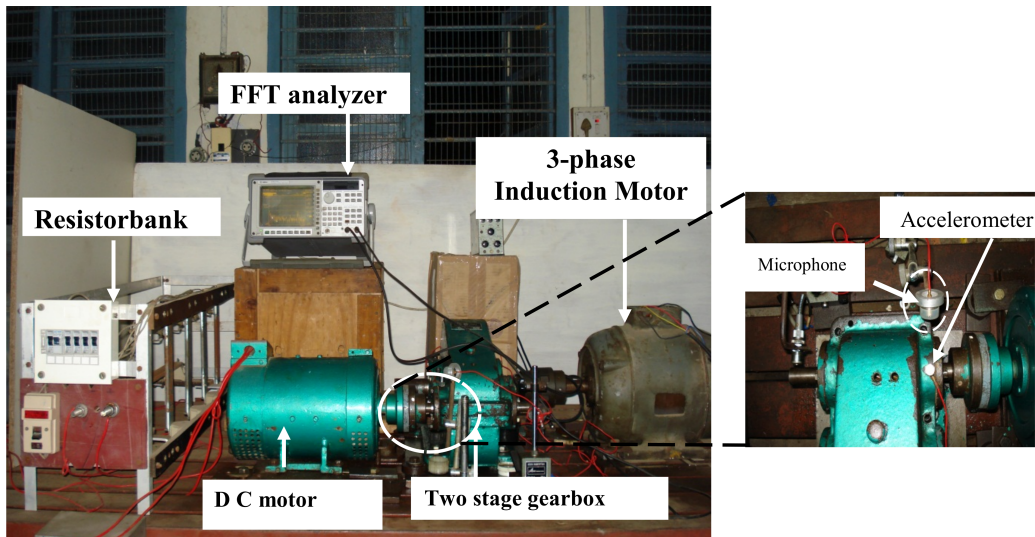 FFT analyzer
3-phase
Induction Motor
Resistorbank
Accelerometer
Microphone
D C motor
Two stage gearbox